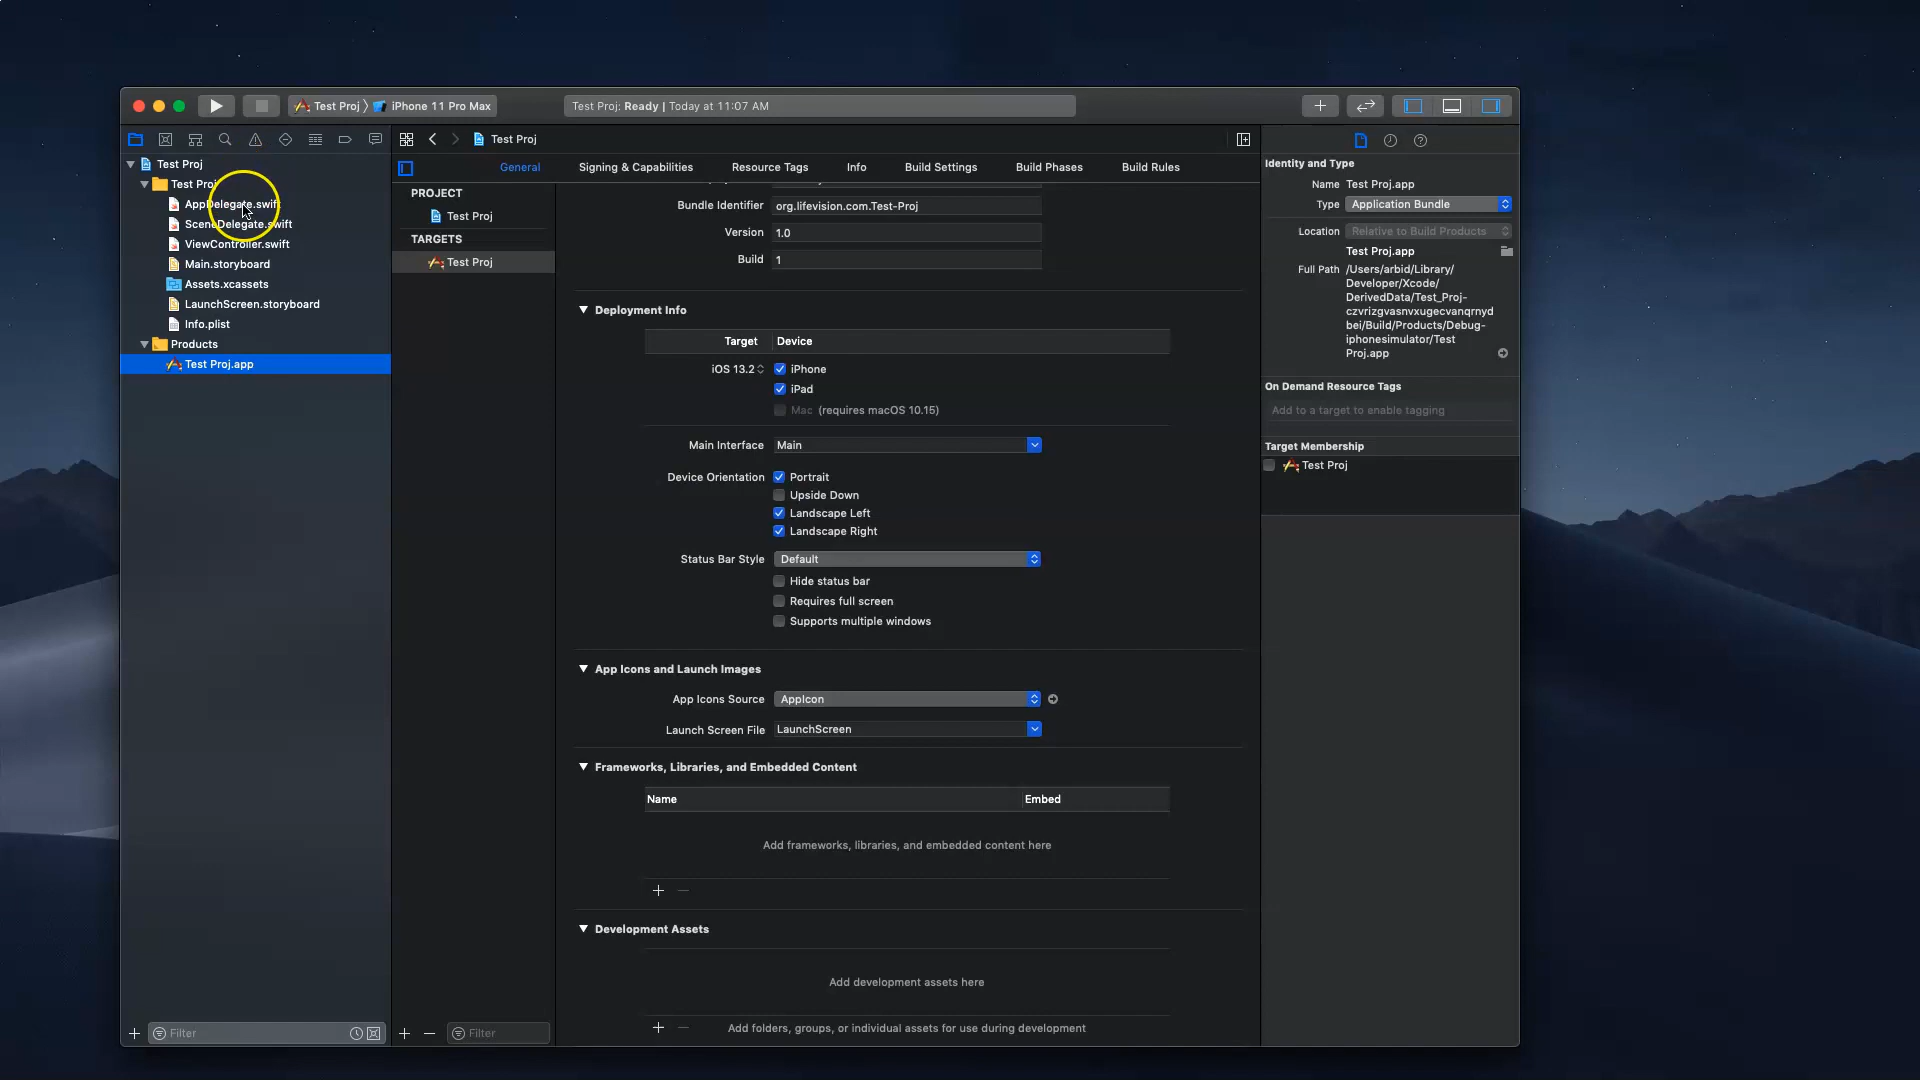 Test Proj
iPhone 11 Pro Max
Test Proj: Ready | Today at 11:07 AM
Test Proj
Test Proj
Test Proj
AppDelegate.swift
SceneDelegate.swift
ViewController.swift
Main.storyboard
Assets.xcassets
LaunchScreen.storyboard
Info.plist
Products
Test Proj.app
Filter
General
Signing & Capabilities
Resource Tags
Info
Build Settings
Build Phases
Build Rules
PROJECT
Test Proj
TARGETS
Test Proj
Filter
Bundle Identifier org.lifevision.com.Test-Proj
Version 1.0
Build 1
Deployment Info
Target Device
iOS 13.2 iPhone
iPad
Mac (requires macOS 10.15)
Main Interface Main
Device Orientation Portrait
Upside Down
Landscape Left
Landscape Right
Status Bar Style Default
Hide status bar
Requires full screen
Supports multiple windows
App Icons and Launch Images
App Icons Source AppIcon
Launch Screen File LaunchScreen
Frameworks, Libraries, and Embedded Content
Name Embed
Add frameworks, libraries, and embedded content here
Development Assets
Add development assets here
Add folders, groups, or individual assets for use during development
Identity and Type
Name Test Proj.app
Type Application Bundle
Location Relative to Build Products
Test Proj.app
Full Path /Users/arbid/Library/
Developer/Xcode/
DerivedData/Test_Proj-
czvrizgvasnvxugecvanqrnyd
bei/Build/Products/Debug-
iphonesimulator/Test
Proj.app
On Demand Resource Tags
Add to a target to enable tagging
Target Membership
Test Proj